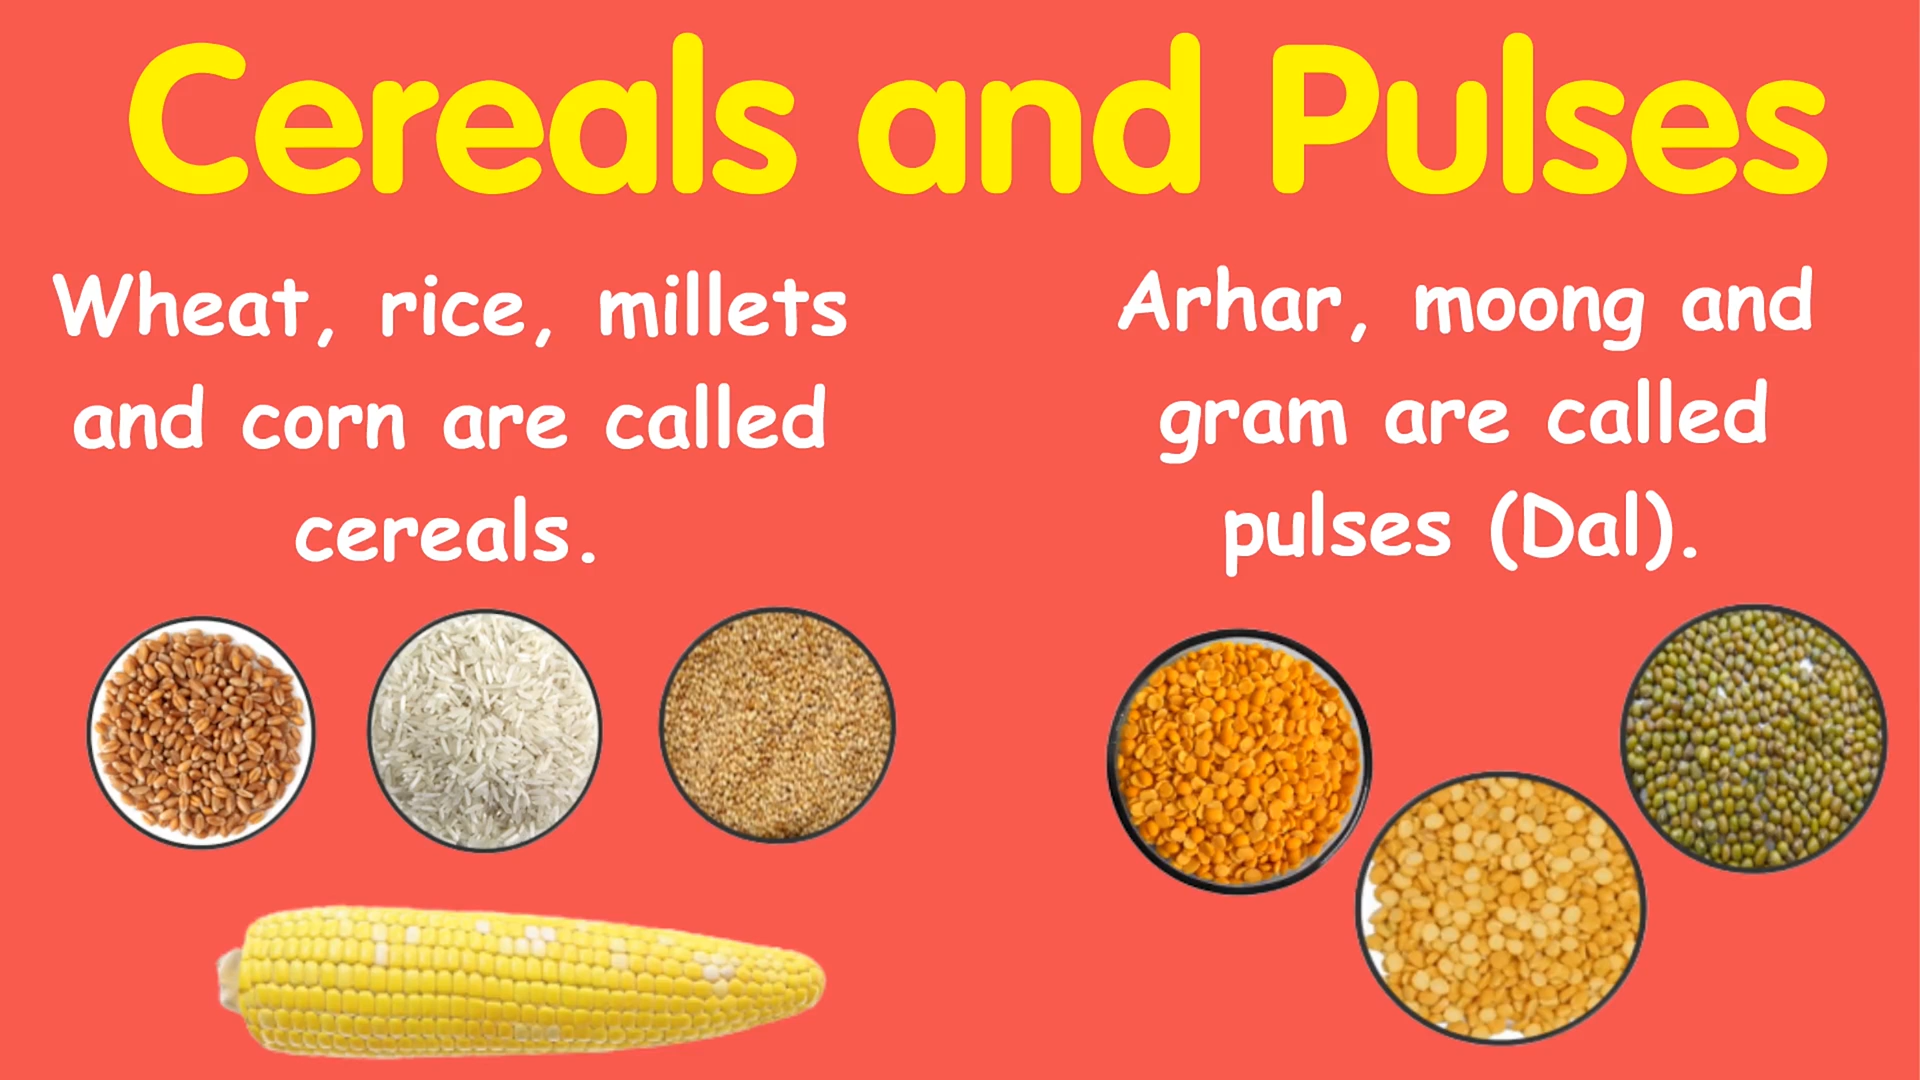 Cereals and Pulses
Wheat, rice, millets
and corn are called
cereals.
Arhar, moong and
gram are called
pulses (Dal).